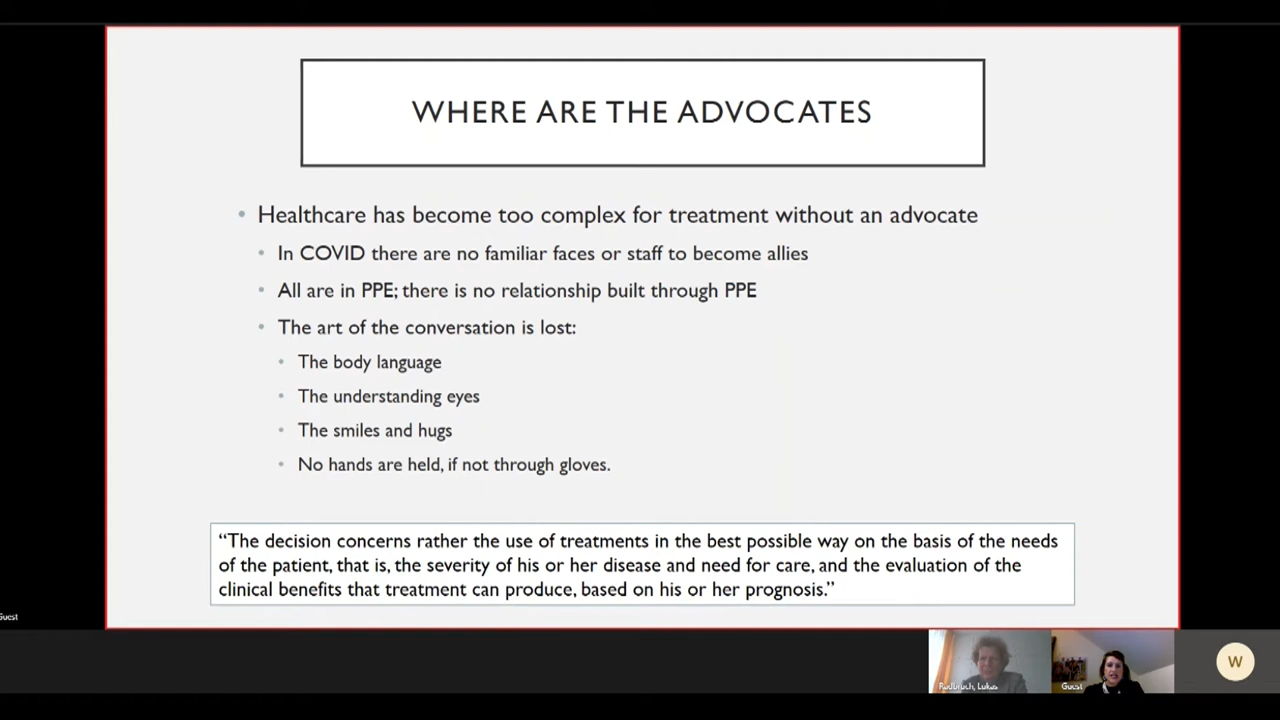 WHERE ARE THE ADVOCATES
• Healthcare has become too complex for treatment without an advocate
• In COVID there are no familiar faces or staff to become allies
• All are in PPE; there is no relationship built through PPE
• The art of the conversation is lost:
• The body language
• The understanding eyes
• The smiles and hugs
• No hands are held, if not through gloves.
“The decision concerns rather the use of treatments in the best possible way on the basis of the needs
of the patient, that is, the severity of his or her disease and need for care, and the evaluation of the
clinical benefits that treatment can produce, based on his or her prognosis.”
Guest
Radbruch, Lukas
Guest
W